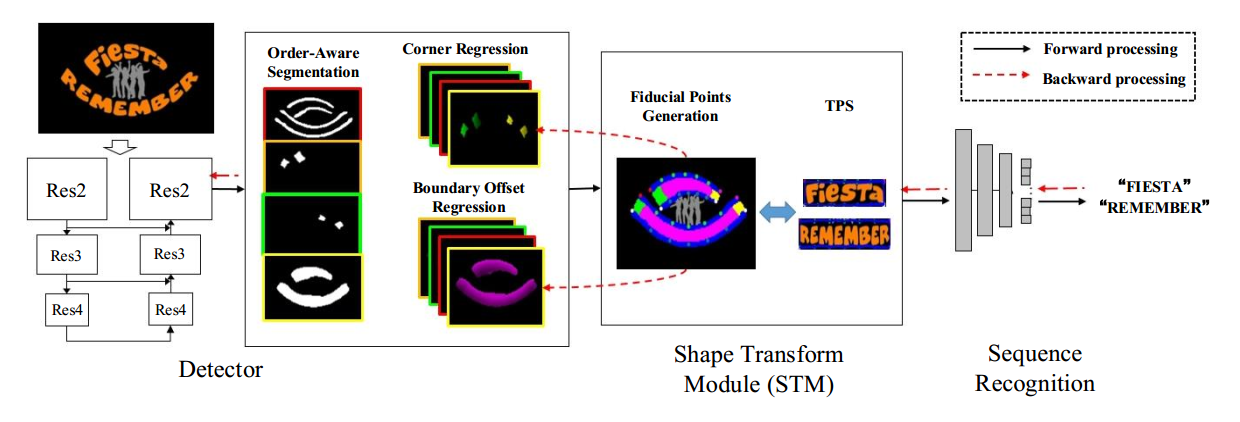 Fiesta
REMEMBER
Res2
Res2
Res3
Res3
Res4
Res4
Detector
Order-Aware
Segmentation
Corner Regression
Boundary Offset
Regression
Fiducial Points
Generation
TPS
Fiesta
REMEMBER
Shape Transform
Module (STM)
Forward processing
Backward processing
“FIESTA”
“REMEMBER”
Sequence
Recognition